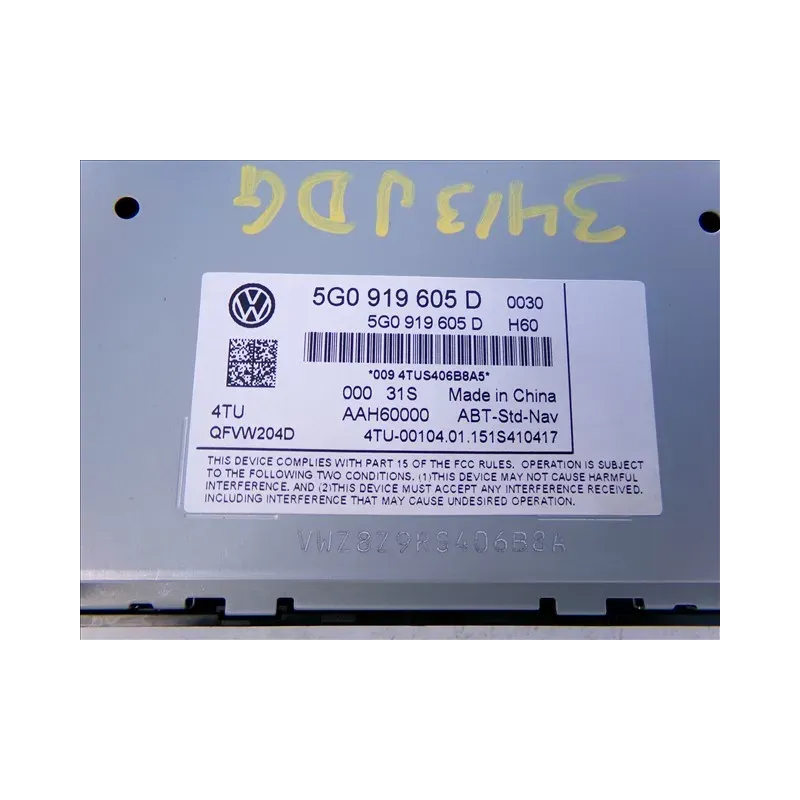 3413JDG
5G0 919 605 D 0030
5G0 919 605 D H60
*009 4TUS406B8A5*
000 31S Made in China
4TU AAH60000 ABT-Std-Nav
QFVW204D 4TU-00104.01.151S410417
THIS DEVICE COMPLIES WITH PART 15 OF THE FCC RULES. OPERATION IS SUBJECT
TO THE FOLLOWING TWO CONDITIONS. (1)THIS DEVICE MAY NOT CAUSE HARMFUL
INTERFERENCE. AND (2)THIS DEVICE MUST ACCEPT ANY INTERFERENCE RECEIVED.
INCLUDING INTERFERENCE THAT MAY CAUSE UNDESIRED OPERATION.